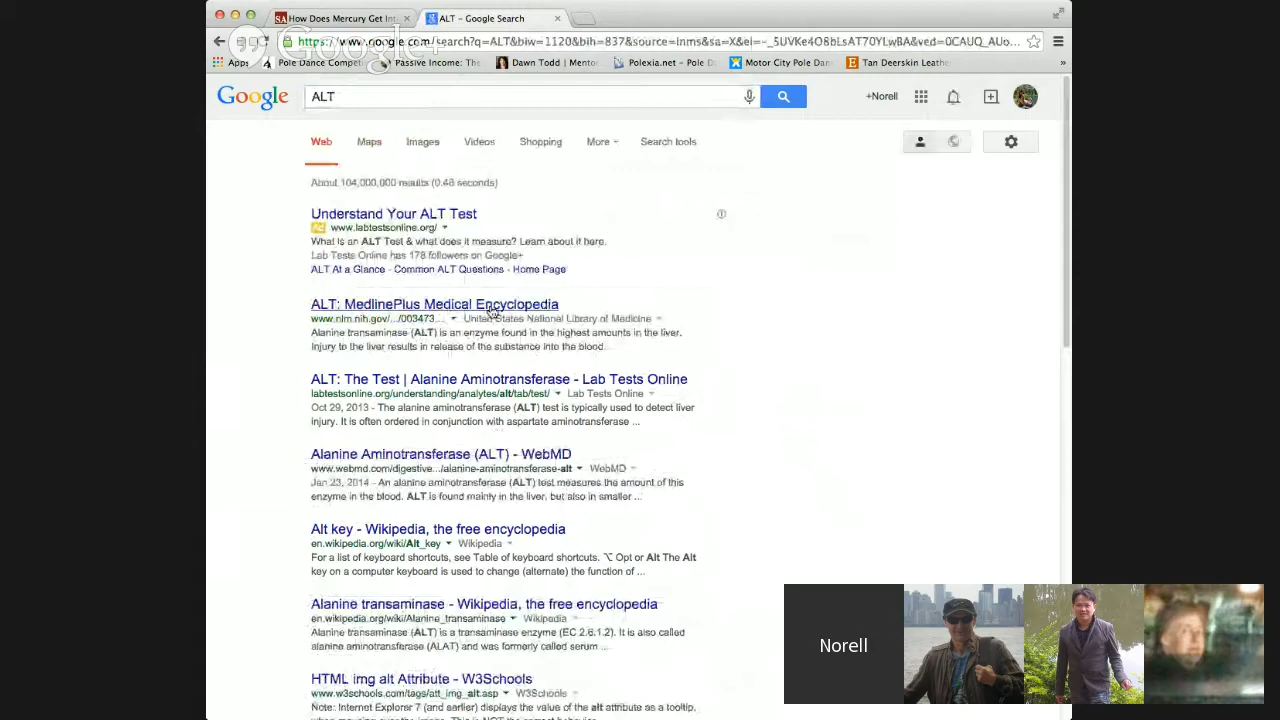 How Does Mercury Get Int
ALT - Google Search
Google+
Apps
Pole Dance Compet
Passive Income: The
Dawn Todd | Mentor
Polexia.net - Pole D
Motor City Pole Danc
Tan Deerskin Leathe
Google
ALT
+Norell
Web Maps Images Videos Shopping More Search tools
About 104,000,000 results (0.48 seconds)
Understand Your ALT Test
Ad www.labtestsonline.org/
What is an ALT Test & what does it measure? Learn about it here.
Lab Tests Online has 178 followers on Google+
ALT At a Glance - Common ALT Questions - Home Page
ALT: MedlinePlus Medical Encyclopedia
www.nlm.nih.gov/.../003473... United States National Library of Medicine
Alanine transaminase (ALT) is an enzyme found in the highest amounts in the liver.
Injury to the liver results in release of the substance into the blood.
ALT: The Test | Alanine Aminotransferase - Lab Tests Online
labtestsonline.org/understanding/analytes/alt/tab/test/ Lab Tests Online
Oct 29, 2013 - The alanine aminotransferase (ALT) test is typically used to detect liver
injury. It is often ordered in conjunction with aspartate aminotransferase ...
Alanine Aminotransferase (ALT) - WebMD
www.webmd.com/digestive.../alanine-aminotransferase-alt WebMD
Jan 23, 2014 - An alanine aminotransferase (ALT) test measures the amount of this
enzyme in the blood. ALT is found mainly in the liver, but also in smaller ...
Alt key - Wikipedia, the free encyclopedia
en.wikipedia.org/wiki/Alt_key Wikipedia
For a list of keyboard shortcuts, see Table of keyboard shortcuts. ⌥ Opt or Alt The Alt
key on a computer keyboard is used to change (alternate) the function of ...
Alanine transaminase - Wikipedia, the free encyclopedia
en.wikipedia.org/wiki/Alanine_transaminase Wikipedia
Alanine transaminase (ALT) is a transaminase enzyme (EC 2.6.1.2). It is also called
alanine aminotransferase (ALAT) and was formerly called serum ...
HTML img alt Attribute - W3Schools
www.w3schools.com/tags/att_img_alt.asp W3Schools
Note: Internet Explorer 7 (and earlier) displays the value of the alt attribute as a tooltip,
Norell